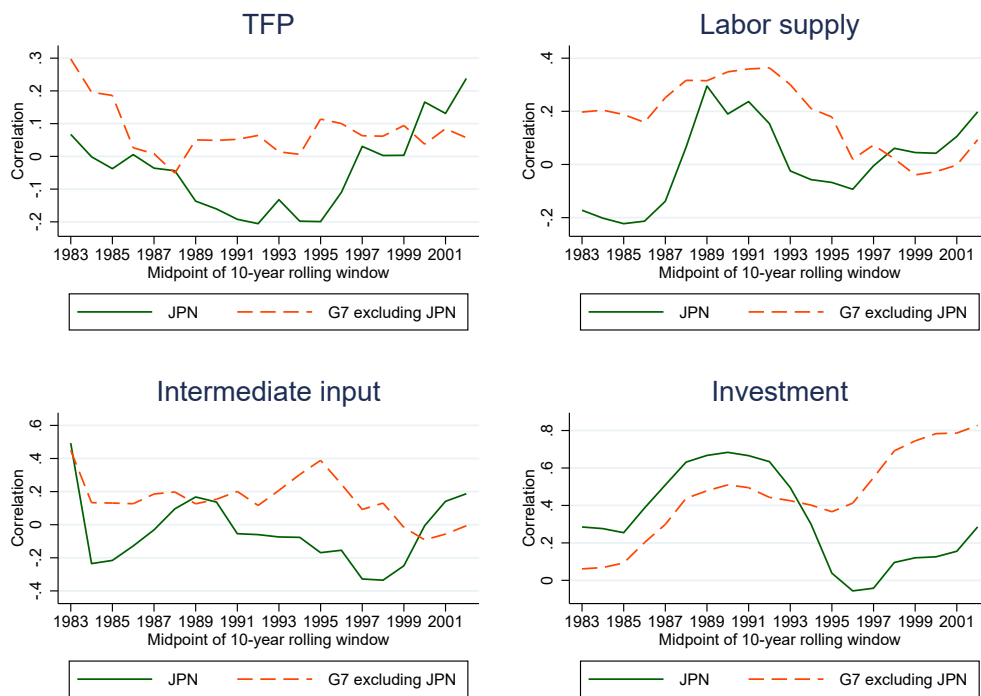 TFP
Correlation
.3
.2
.1
0
-.1
-.2
1983 1985 1987 1989 1991 1993 1995 1997 1999 2001
Midpoint of 10-year rolling window
JPN G7 excluding JPN
Labor supply
Correlation
.4
.2
0
-.2
1983 1985 1987 1989 1991 1993 1995 1997 1999 2001
Midpoint of 10-year rolling window
JPN G7 excluding JPN
Intermediate input
Correlation
.6
.4
.2
0
-.2
-.4
1983 1985 1987 1989 1991 1993 1995 1997 1999 2001
Midpoint of 10-year rolling window
JPN G7 excluding JPN
Investment
Correlation
.8
.6
.4
.2
0
1983 1985 1987 1989 1991 1993 1995 1997 1999 2001
Midpoint of 10-year rolling window
JPN G7 excluding JPN